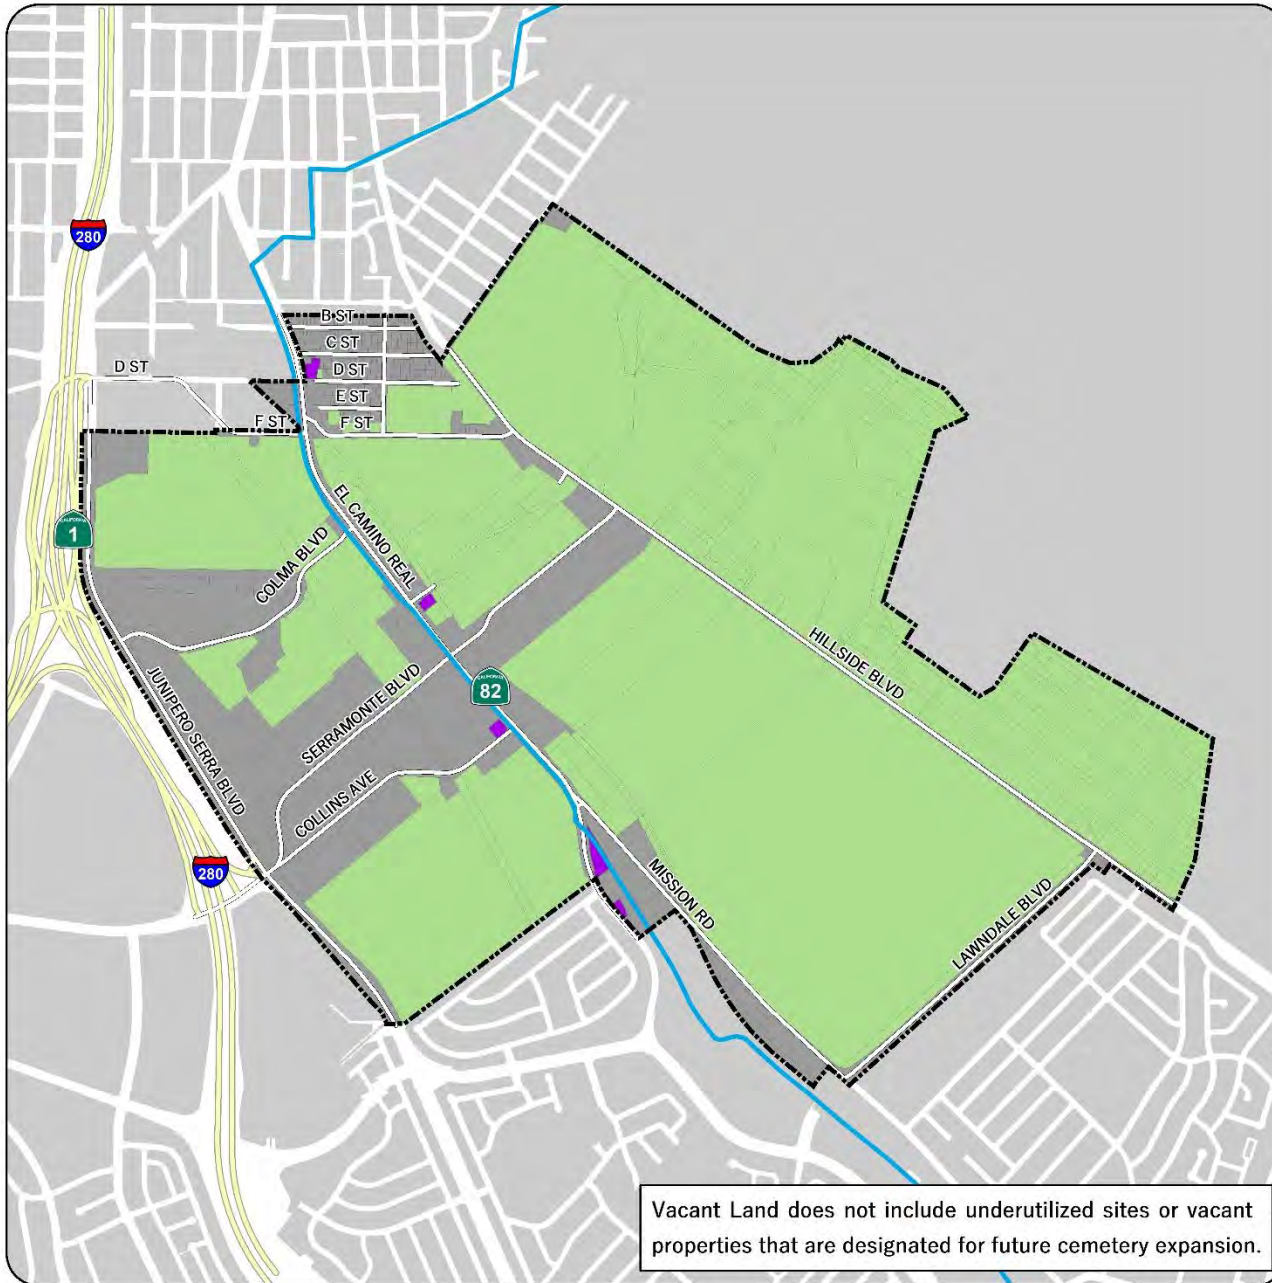 280
B ST
C ST
D ST
D ST
E ST
F ST
F ST
EL CAMINO REAL
CALIFORNIA
1
COLMA BLVD
HILLSIDE BLVD
JUNIPERO SERRA BLVD
SERRAMONTE BLVD
CALIFORNIA
82
COLLINS AVE
280
MISSION RD
LAWNDALE BLVD
Vacant Land does not include underutilized sites or vacant
properties that are designated for future cemetery expansion.